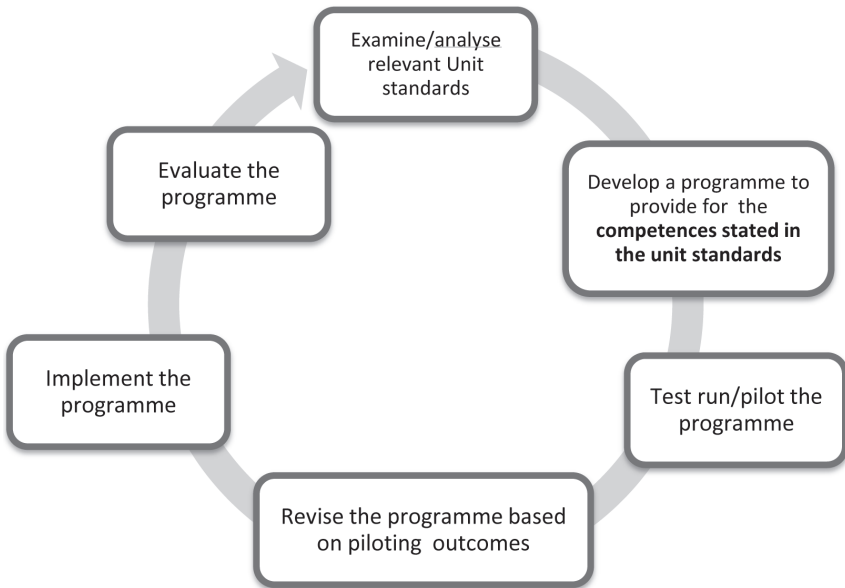 Examine/analyse
relevant Unit
standards
Develop a programme to
provide for the
competences stated in
the unit standards
Test run/pilot the
programme
Revise the programme based
on piloting outcomes
Implement the
programme
Evaluate the
programme